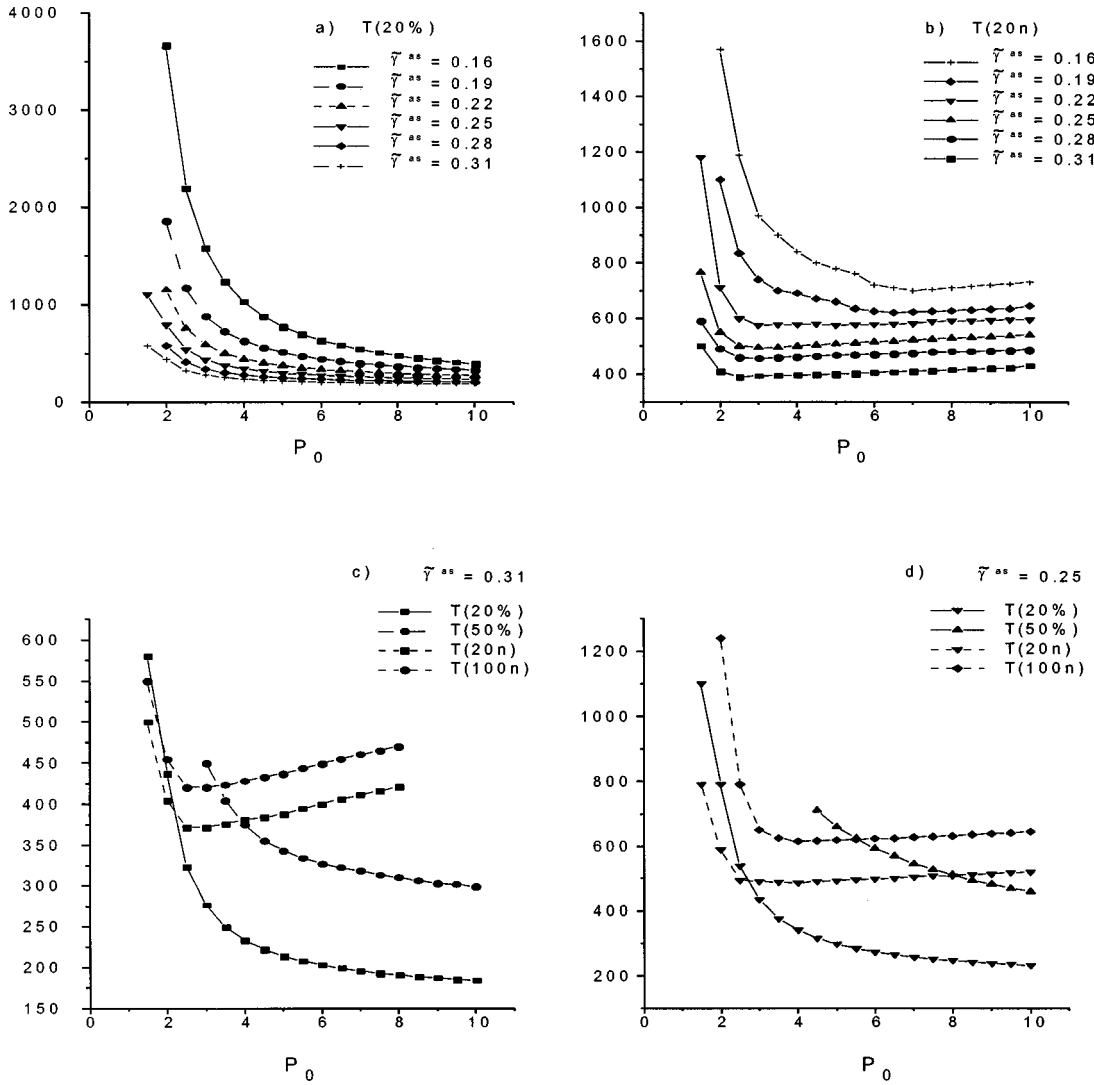 a) T(20%)
γ̃ as = 0.16
γ̃ as = 0.19
γ̃ as = 0.22
γ̃ as = 0.25
γ̃ as = 0.28
γ̃ as = 0.31
4000
3000
2000
1000
0
0 2 4 6 8 10
P0
b) T(20n)
γ̃ as = 0.16
γ̃ as = 0.19
γ̃ as = 0.22
γ̃ as = 0.25
γ̃ as = 0.28
γ̃ as = 0.31
1600
1400
1200
1000
800
600
400
0 2 4 6 8 10
P0
c) γ̃ as = 0.31
T(20%)
T(50%)
T(20n)
T(100n)
600
550
500
450
400
350
300
250
200
150
0 2 4 6 8 10
P0
d) γ̃ as = 0.25
T(20%)
T(50%)
T(20n)
T(100n)
1200
1000
800
600
400
200
0 2 4 6 8 10
P0